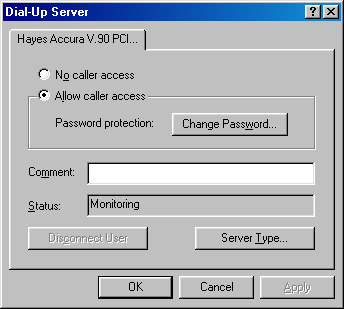 Dial-Up Server
Hayes Accura V.90 PCI...
No caller access
Allow caller access
Password protection: Change Password...
Comment:
Status: Monitoring
Disconnect User Server Type...
OK Cancel Apply